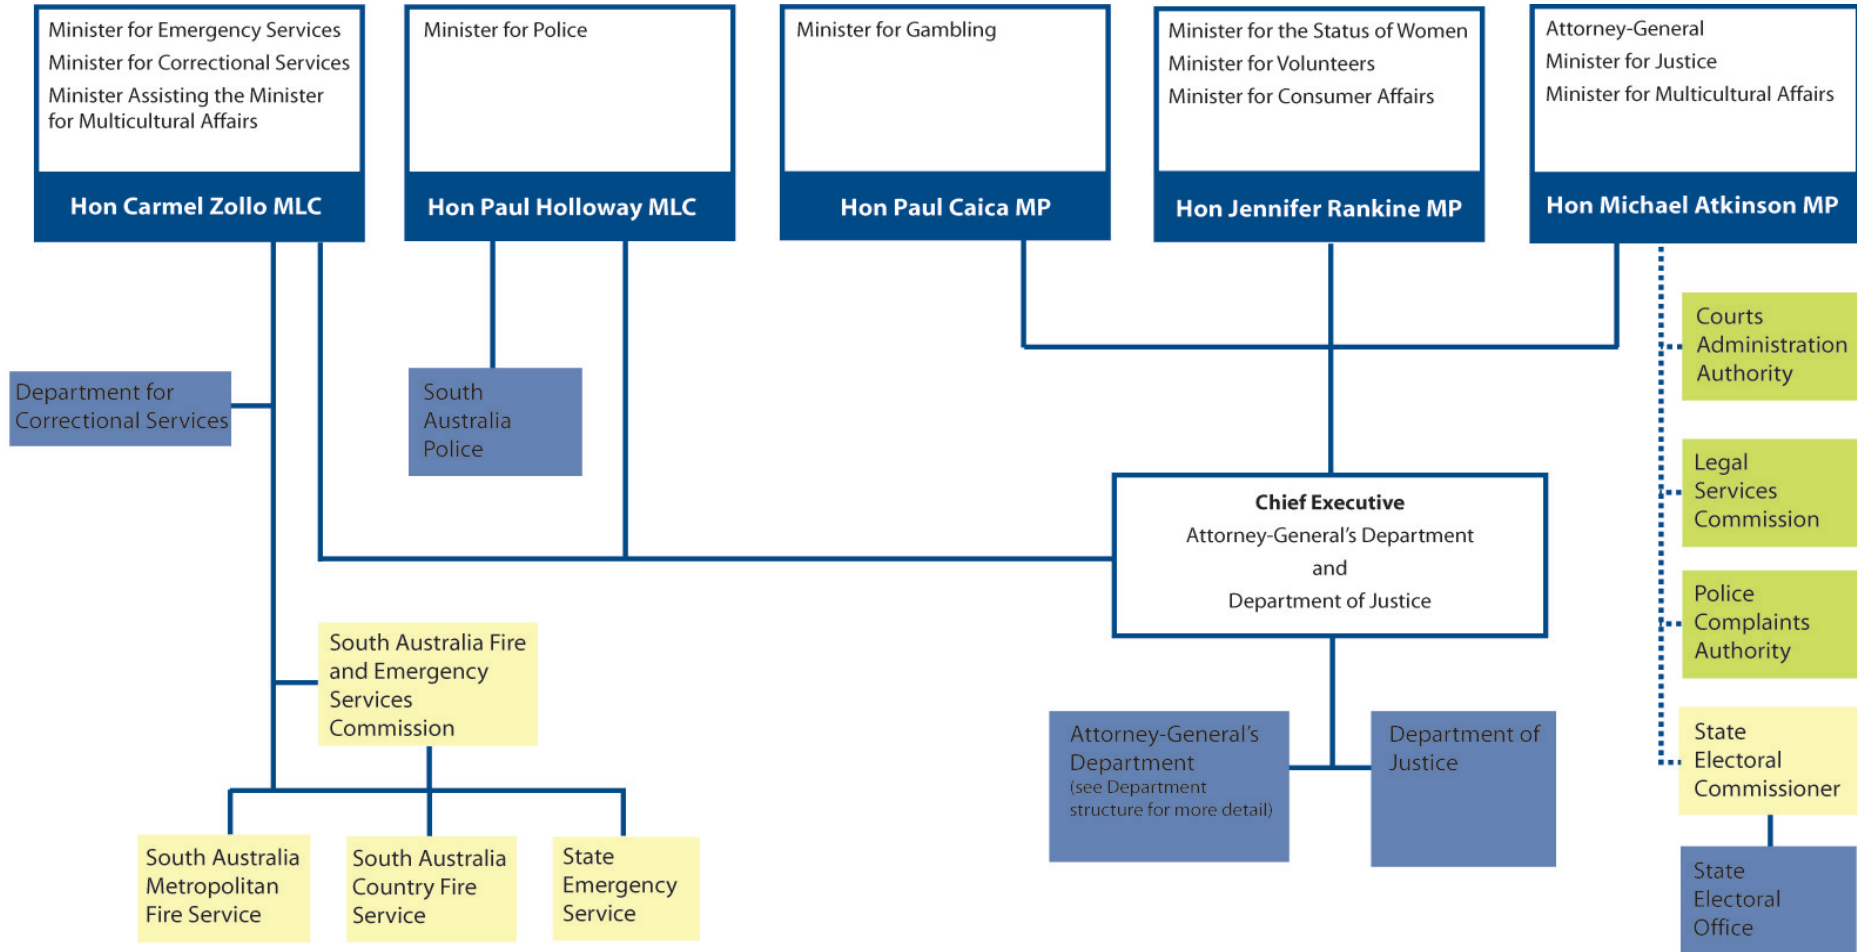 Minister for Emergency Services
Minister for Correctional Services
Minister Assisting the Minister
for Multicultural Affairs
Hon Carmel Zollo MLC
Minister for Police
Hon Paul Holloway MLC
Minister for Gambling
Hon Paul Caica MP
Minister for the Status of Women
Minister for Volunteers
Minister for Consumer Affairs
Hon Jennifer Rankine MP
Attorney-General
Minister for Justice
Minister for Multicultural Affairs
Hon Michael Atkinson MP
Department for
Correctional Services
South
Australia
Police
Courts
Administration
Authority
Legal
Services
Commission
Police
Complaints
Authority
State
Electoral
Commissioner
State
Electoral
Office
Chief Executive
Attorney-General's Department
and
Department of Justice
Attorney-General's
Department
(see Department
structure for more detail)
Department of
Justice
South Australia Fire
and Emergency
Services
Commission
South Australia
Metropolitan
Fire Service
South Australia
Country Fire
Service
State
Emergency
Service